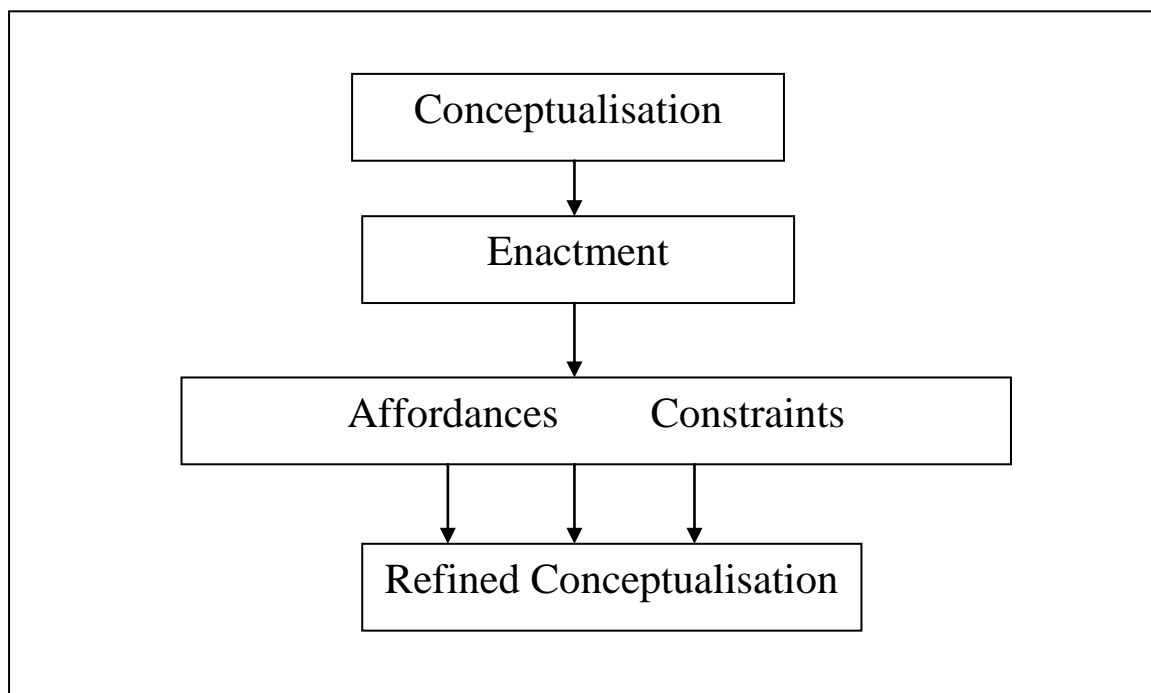 Conceptualisation
Enactment
Affordances Constraints
Refined Conceptualisation